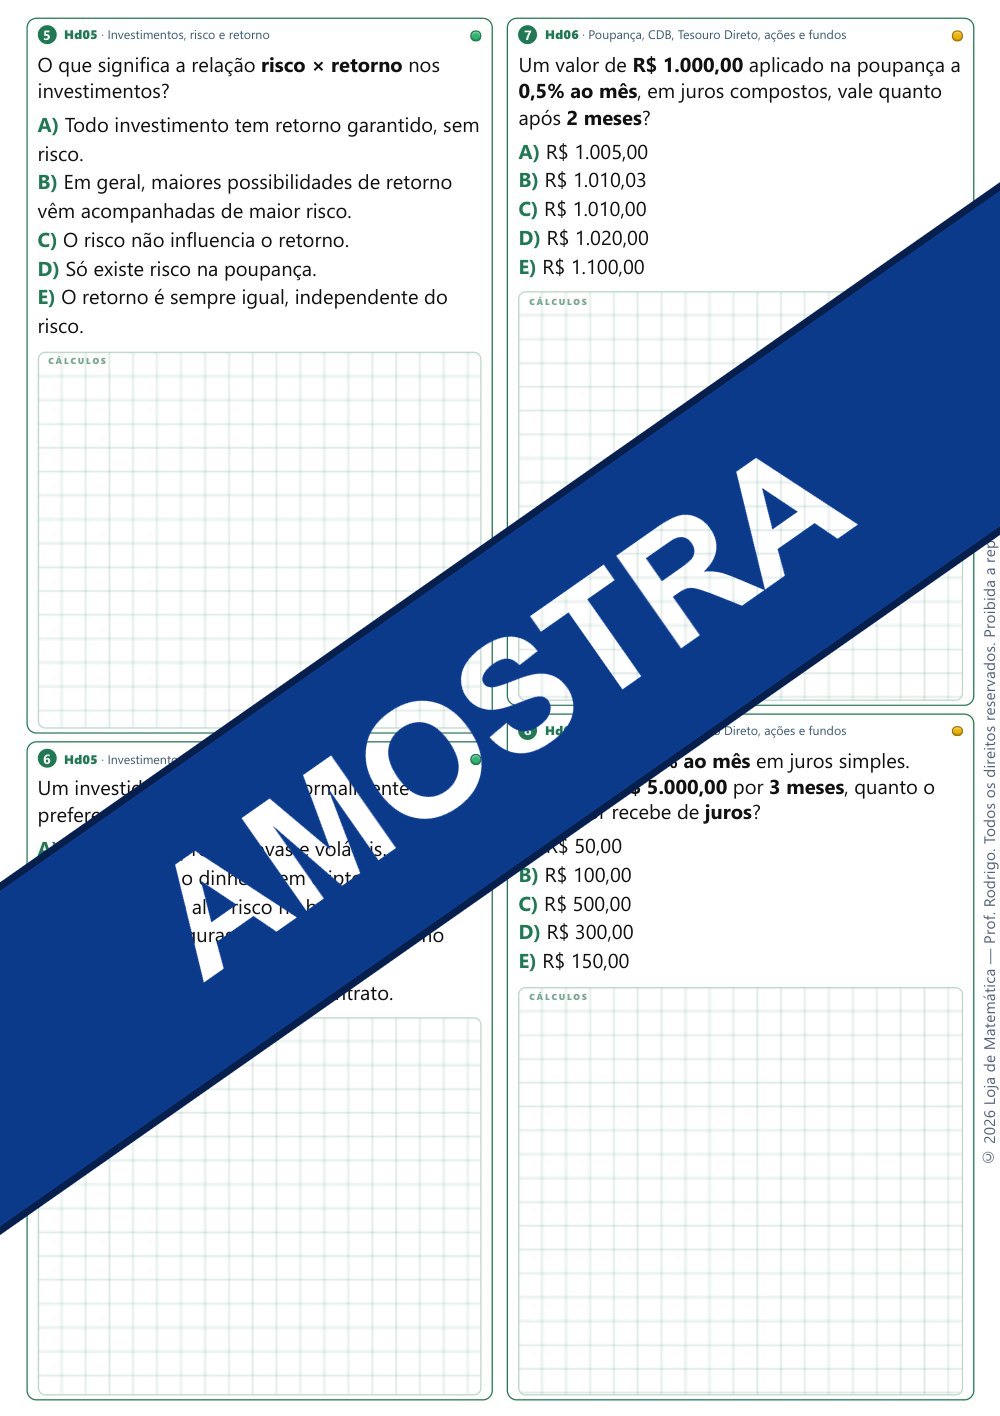 5 Hd05 · Investimentos, risco e retorno
O que significa a relação risco × retorno nos
investimentos?
A) Todo investimento tem retorno garantido, sem
risco.
B) Em geral, maiores possibilidades de retorno
vêm acompanhadas de maior risco.
C) O risco não influencia o retorno.
D) Só existe risco na poupança.
E) O retorno é sempre igual, independente do
risco.
CÁLCULOS
6 Hd05 · Investimento
Um
A)
e
o em
risco
7 Hd06 · Poupança, CDB, Tesouro Direto, ações e fundos
Um valor de R$ 1.000,00 aplicado na poupança a
0,5% ao mês, em juros compostos, vale quanto
após 2 meses?
A) R$ 1.005,00
B) R$ 1.010,03
C) R$ 1.010,00
D) R$ 1.020,00
E) R$ 1.100,00
CÁLCULOS
Direto, ações e fundos
ao mês em juros simples.
5.000,00 por 3 meses, quanto o
recebe de juros?
R$ 50,00
B) R$ 100,00
C) R$ 500,00
D) R$ 300,00
E) R$ 150,00
CÁLCULOS
AMOSTRA
© 2026 Loja de Matemática — Prof. Rodrigo. Todos os direitos reservados. Proibida a